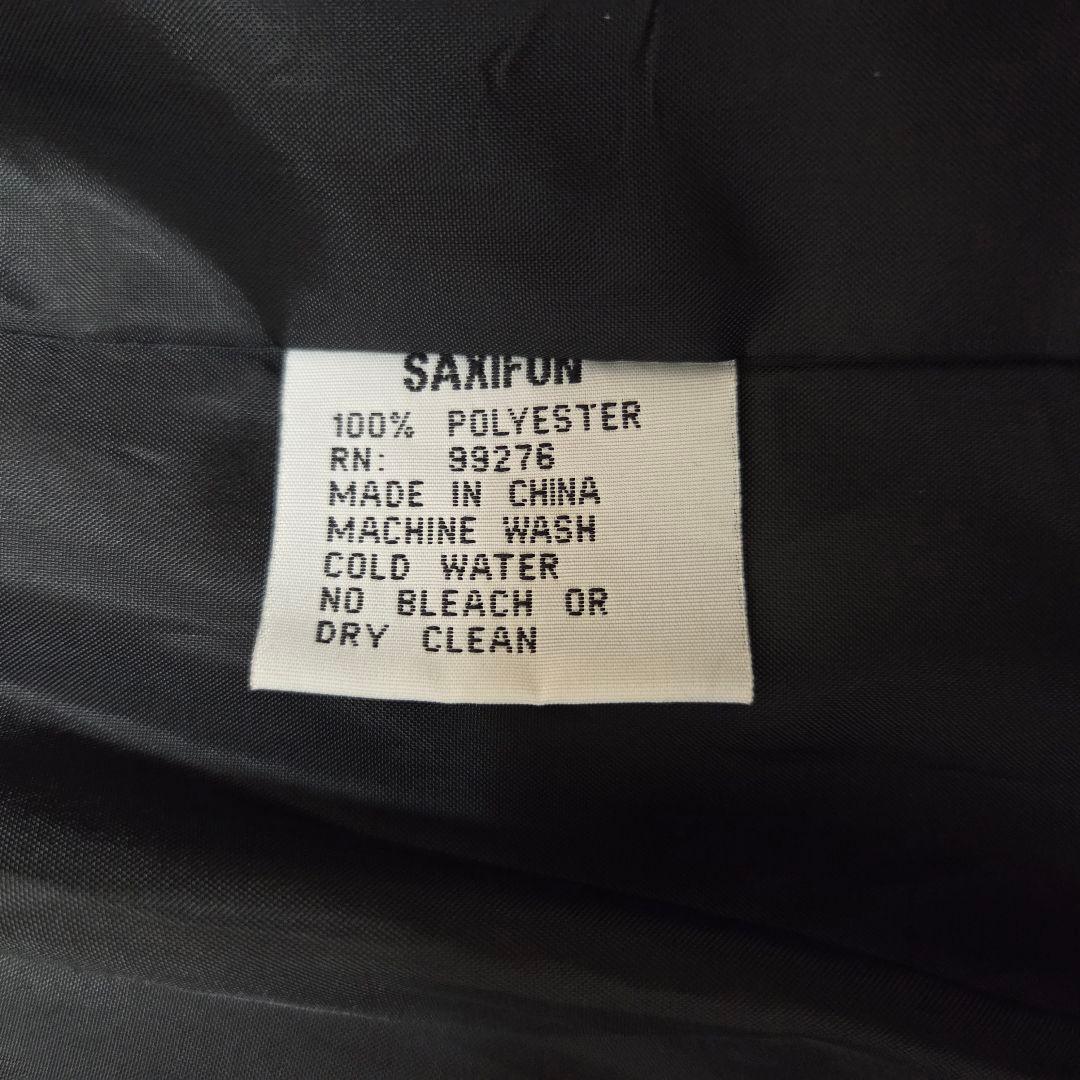 SAXIFON
100% POLYESTER
RN: 99276
MADE IN CHINA
MACHINE WASH
COLD WATER
NO BLEACH OR
DRY CLEAN